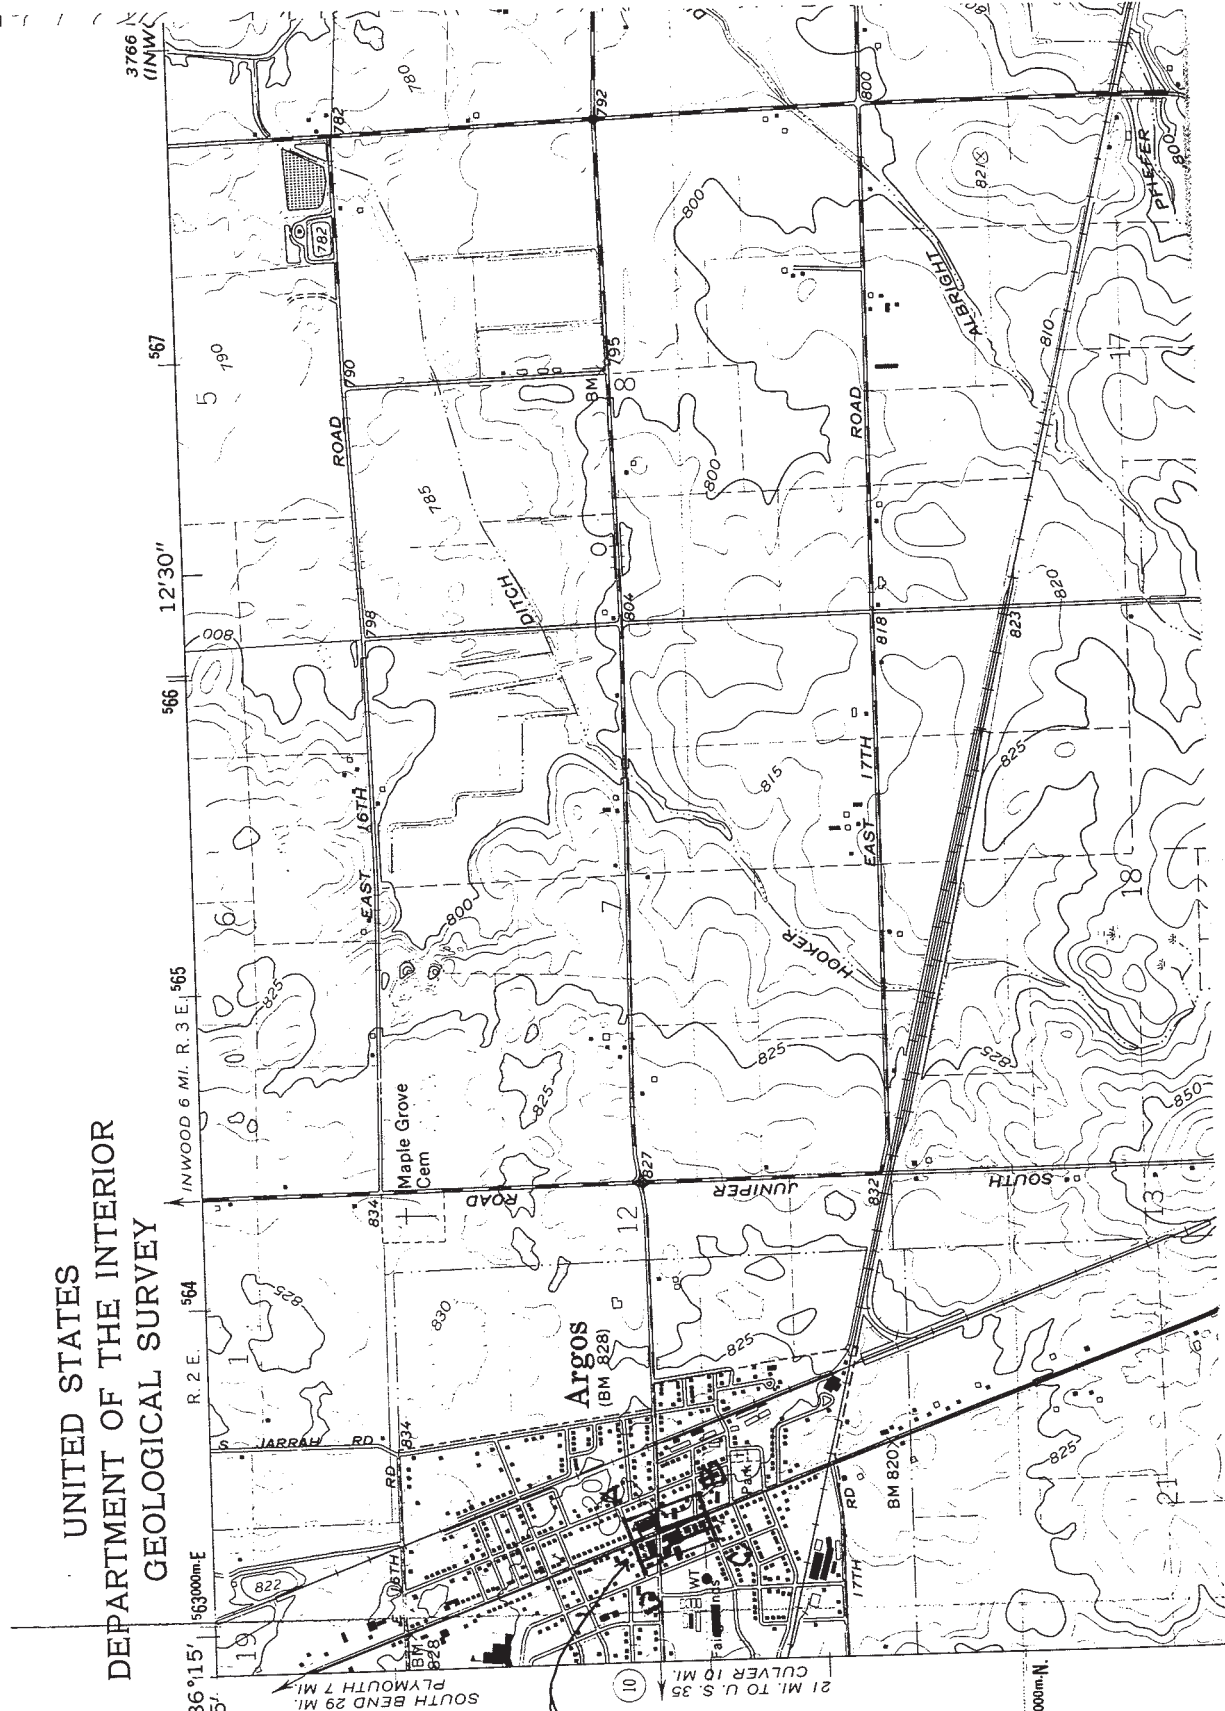 UNITED STATES
DEPARTMENT OF THE INTERIOR
GEOLOGICAL SURVEY
3766
(INW
86°15'
5'
⁵63000m.E
R. 2 E.
⁵64
INWOOD 6 MI.
R. 3 E.
⁵65
⁵66
12'30"
⁵67
19
822
1
825
6
825
800
5
790
782
782
780
S JARRAH RD
834
16TH RD
BM 828
SOUTH BEND 29 MI.
PLYMOUTH 7 MI.
834
Maple Grove
Cem
830
EAST 16TH ROAD
798
790
785
DITCH
800
Argos
(BM 828)
12
827
825
7
804
8
BM 795
792
10
21 MI. TO U.S. 35
CULVER 10 MI.
A
B
C
WT
Park
825
JUNIPER ROAD
SOUTH
HOOKER
815
825
800
800
17TH RD
BM 820
832
EAST 17TH ROAD
818
800
825
823
820
825
810
ALBRIGHT
821
PHEFER
800
21
825
13
850
18
17
000m.N.